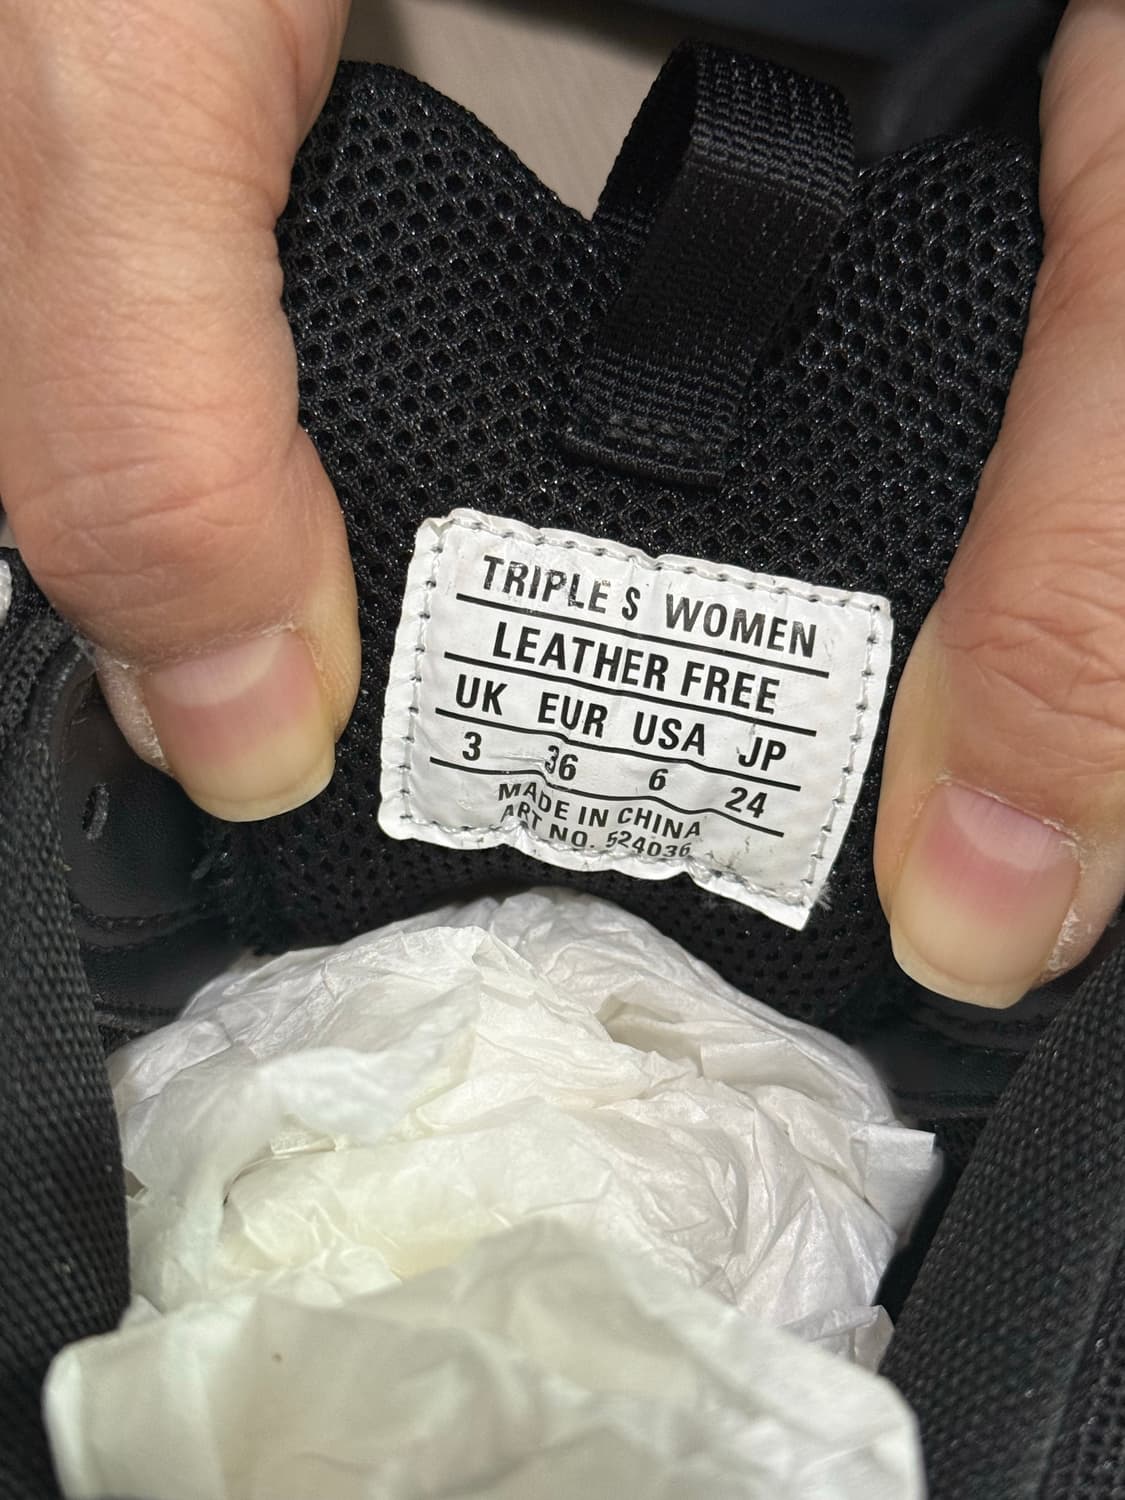 TRIPLE S WOMEN
LEATHER FREE
UK EUR USA JP
3 36 6 24
MADE IN CHINA
ART NO. 524036